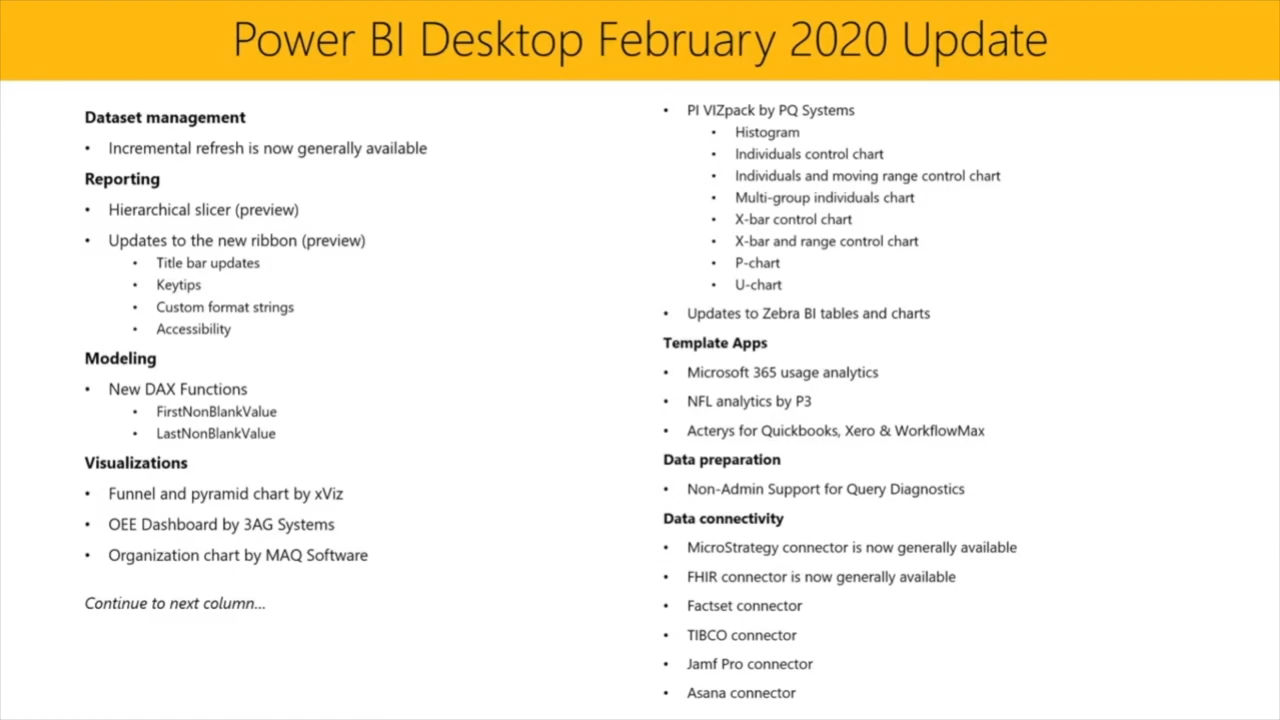 Power BI Desktop February 2020 Update
Dataset management
• Incremental refresh is now generally available
Reporting
• Hierarchical slicer (preview)
• Updates to the new ribbon (preview)
• Title bar updates
• Keytips
• Custom format strings
• Accessibility
Modeling
• New DAX Functions
• FirstNonBlankValue
• LastNonBlankValue
Visualizations
• Funnel and pyramid chart by xViz
• OEE Dashboard by 3AG Systems
• Organization chart by MAQ Software
Continue to next column...
• PI VIZpack by PQ Systems
• Histogram
• Individuals control chart
• Individuals and moving range control chart
• Multi-group individuals chart
• X-bar control chart
• X-bar and range control chart
• P-chart
• U-chart
• Updates to Zebra BI tables and charts
Template Apps
• Microsoft 365 usage analytics
• NFL analytics by P3
• Acterys for Quickbooks, Xero & WorkflowMax
Data preparation
• Non-Admin Support for Query Diagnostics
Data connectivity
• MicroStrategy connector is now generally available
• FHIR connector is now generally available
• Factset connector
• TIBCO connector
• Jamf Pro connector
• Asana connector